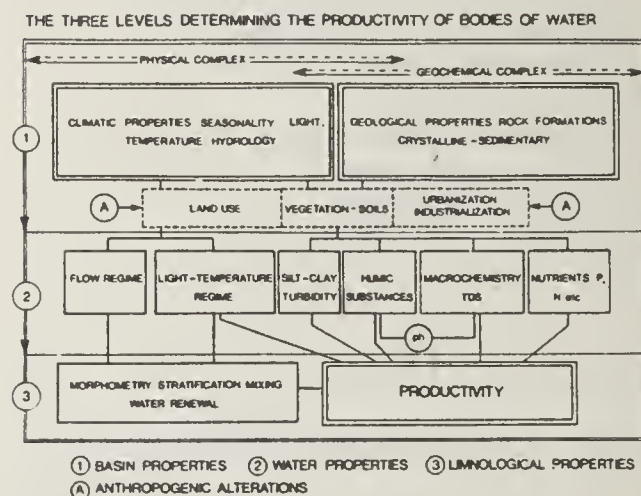 THE THREE LEVELS DETERMINING THE PRODUCTIVITY OF BODIES OF WATER
PHYSICAL COMPLEX
GEOCHEMICAL COMPLEX
CLIMATIC PROPERTIES SEASONALITY LIGHT,
TEMPERATURE HYDROLOGY
GEOLOGICAL PROPERTIES ROCK FORMATIONS
CRYSTALLINE-SEDIMENTARY
1
A
LAND USE
VEGETATION-SOILS
URBANIZATION
INDUSTRIALIZATION
A
2
FLOW REGIME
LIGHT-TEMPERATURE
REGIME
SILT-CLAY
TURBIDITY
HUMIC
SUBSTANCES
MACROCHEMISTRY
TDS
NUTRIENTS P,
N etc
ph
3
MORPHOMETRY STRATIFICATION MIXING
WATER RENEWAL
PRODUCTIVITY
1 BASIN PROPERTIES 2 WATER PROPERTIES 3 LIMNOLOGICAL PROPERTIES
A ANTHROPOGENIC ALTERATIONS